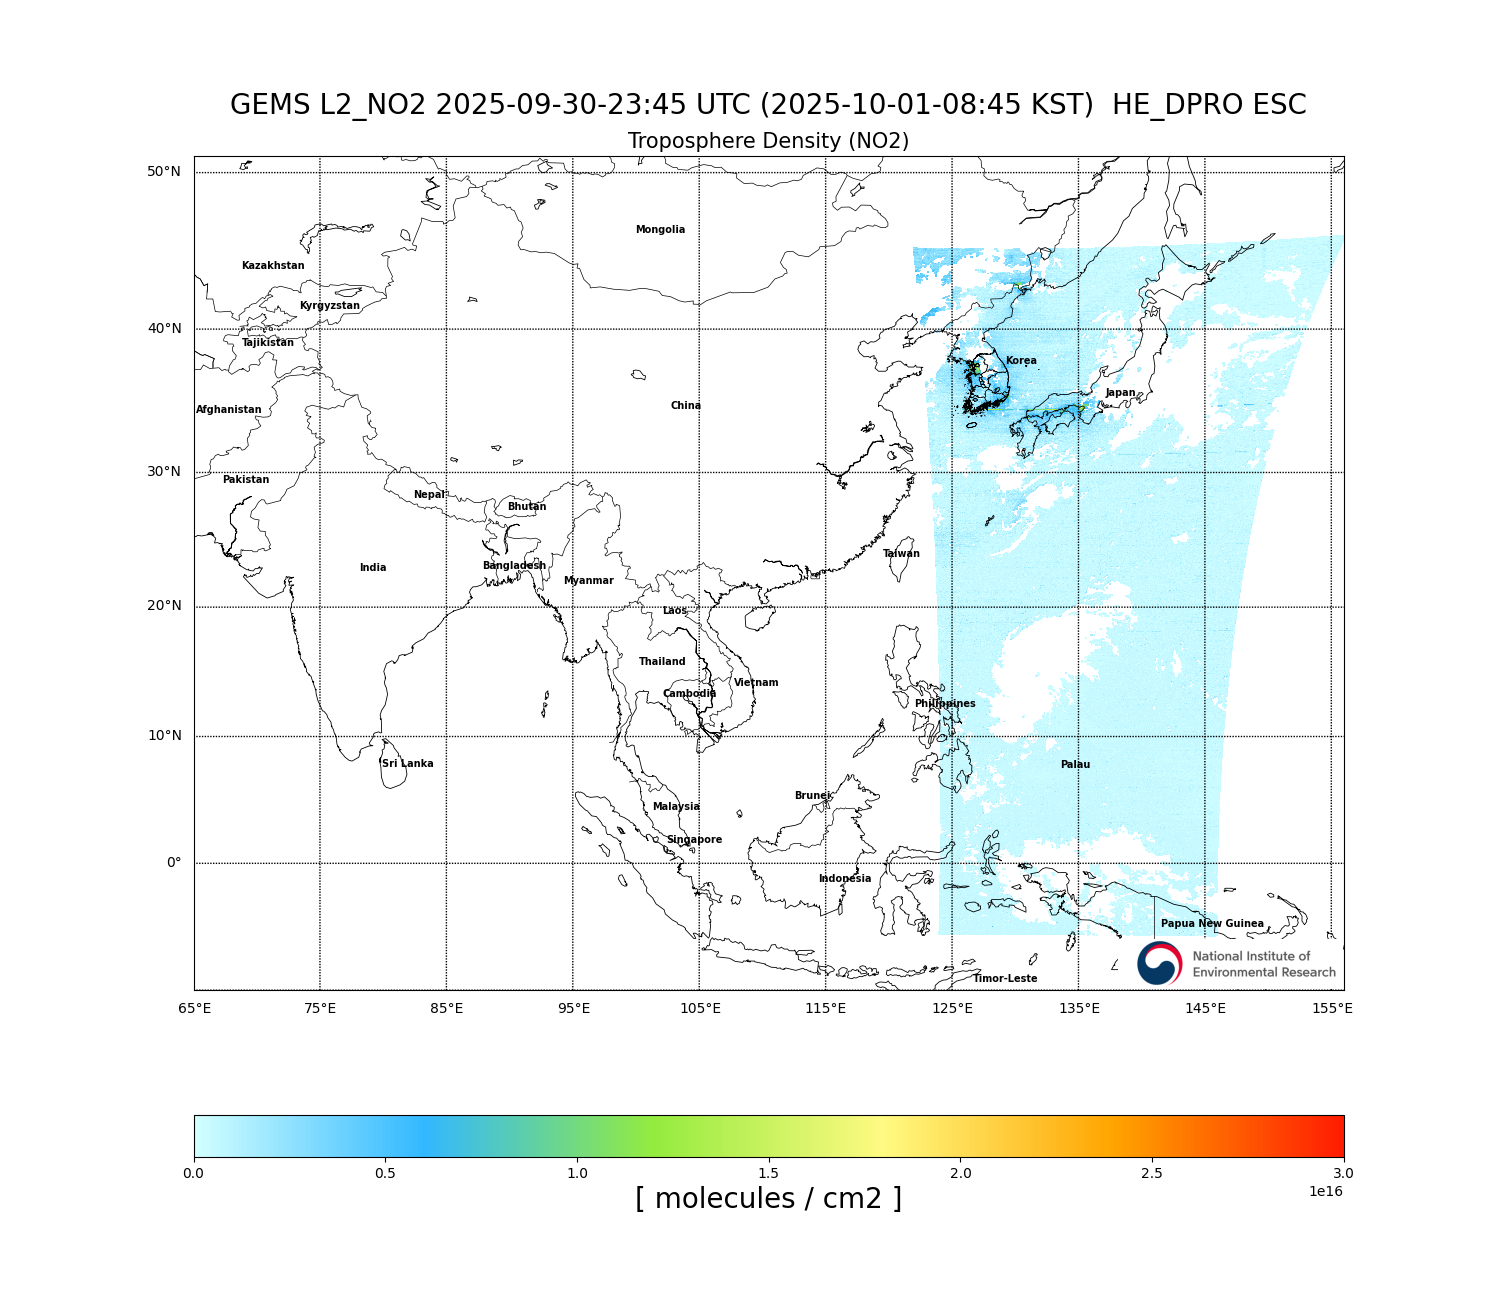 GEMS L2_NO2 2025-09-30-23:45 UTC (2025-10-01-08:45 KST)  HE_DPRO ESC
Troposphere Density (NO2)
50°N
Mongolia
Kazakhstan
Kyrgyzstan
40°N
Tajikistan
Korea
Japan
Afghanistan
China
30°N
Pakistan
Nepal
Bhutan
Taiwan
India
Bangladesh
Myanmar
20°N
Laos
Thailand
Vietnam
Cambodia
Philippines
10°N
Sri Lanka
Palau
Brunei
Malaysia
Singapore
0°
Indonesia
Papua New Guinea
National Institute of
Environmental Research
Timor-Leste
65°E 75°E 85°E 95°E 105°E 115°E 125°E 135°E 145°E 155°E
0.0 0.5 1.0 1.5 2.0 2.5 3.0
1e16
[ molecules / cm2 ]